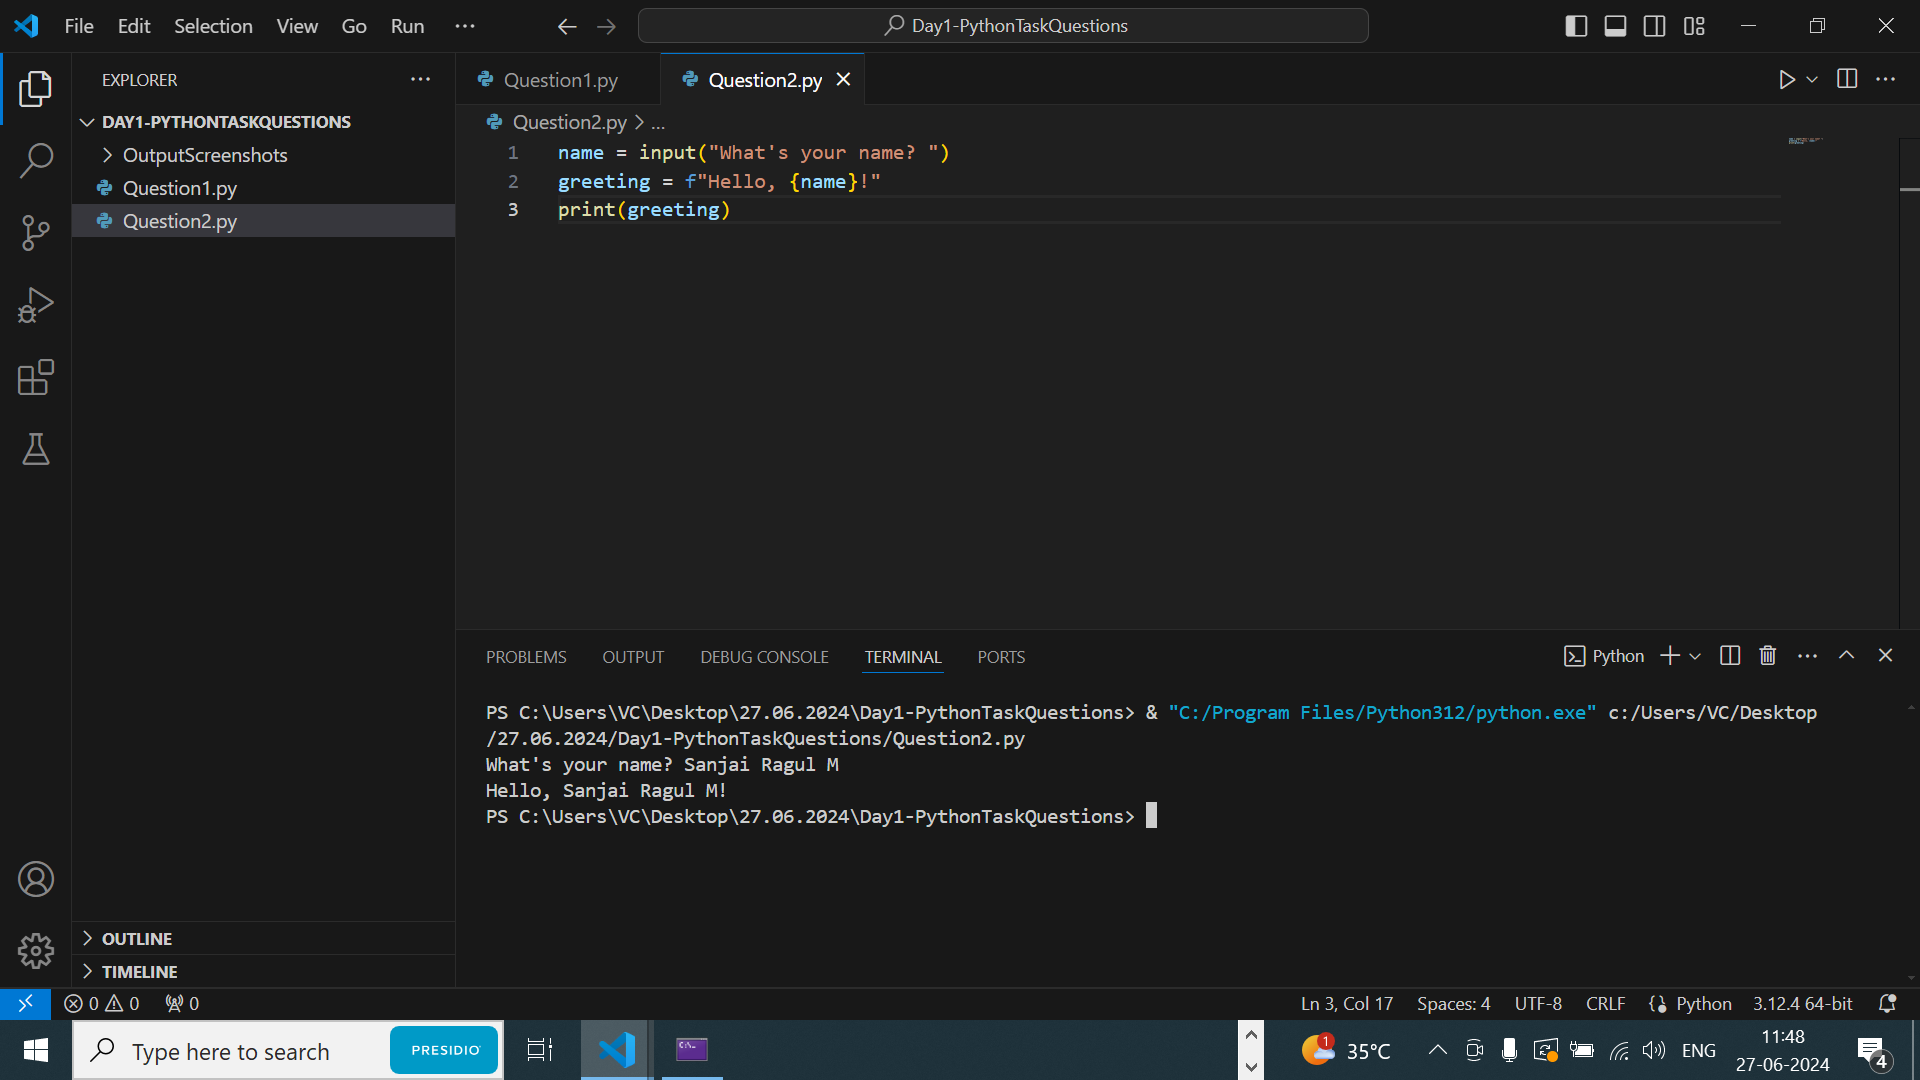 File Edit Selection View Go Run ···
Day1-PythonTaskQuestions
EXPLORER
Question1.py
Question2.py
DAY1-PYTHONTASKQUESTIONS
OutputScreenshots
Question1.py
Question2.py
Question2.py > ...
1 name = input("What's your name? ")
2 greeting = f"Hello, {name}!"
3 print(greeting)
PROBLEMS OUTPUT DEBUG CONSOLE TERMINAL PORTS
Python
PS C:\Users\VC\Desktop\27.06.2024\Day1-PythonTaskQuestions> & "C:/Program Files/Python312/python.exe" c:/Users/VC/Desktop
/27.06.2024/Day1-PythonTaskQuestions/Question2.py
What's your name? Sanjai Ragul M
Hello, Sanjai Ragul M!
PS C:\Users\VC\Desktop\27.06.2024\Day1-PythonTaskQuestions>
OUTLINE
TIMELINE
0 0 0
Ln 3, Col 17 Spaces: 4 UTF-8 CRLF {} Python 3.12.4 64-bit
Type here to search
PRESIDIO
1
35°C
ENG
11:48
27-06-2024
4